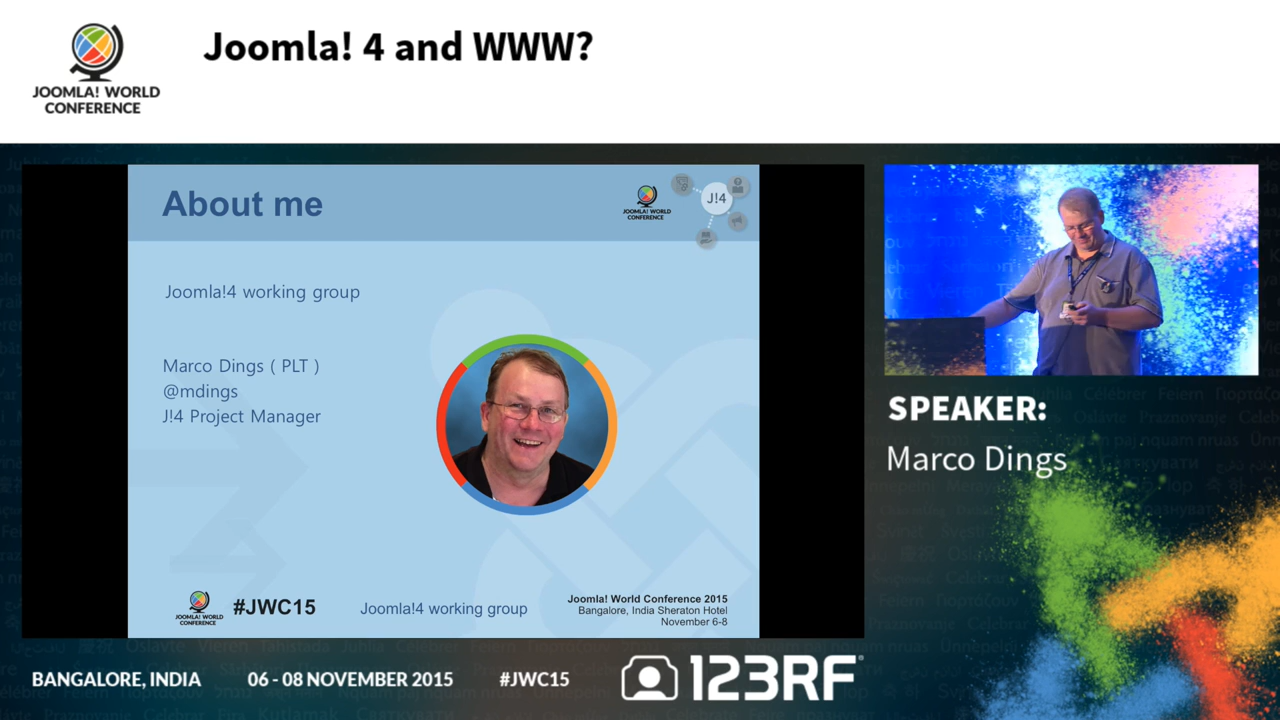 JOOMLA! WORLD
CONFERENCE
Joomla! 4 and WWW?
About me
JOOMLA! WORLD
CONFERENCE
J!4
Joomla!4 working group
Marco Dings ( PLT )
@mdings
J!4 Project Manager
JOOMLA! WORLD
CONFERENCE
#JWC15
Joomla!4 working group
Joomla! World Conference 2015
Bangalore, India Sheraton Hotel
November 6-8
SPEAKER:
Marco Dings
BANGALORE, INDIA
06 - 08 NOVEMBER 2015
#JWC15
123RF